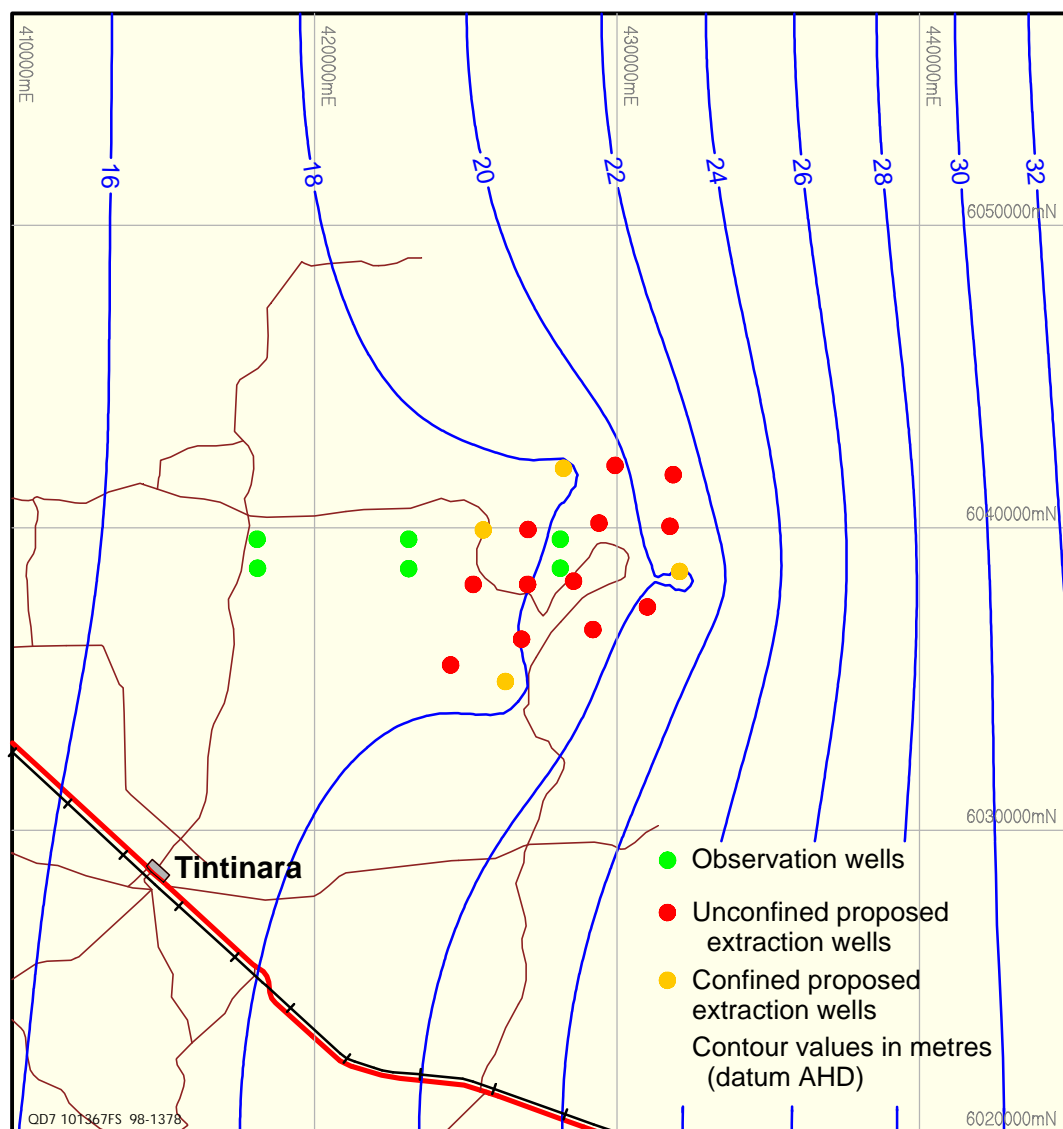 410000mE
420000mE
430000mE
440000mE
16
18
20
22
24
26
28
30
32
6050000mN
6040000mN
6030000mN
Tintinara
Observation wells
Unconfined proposed
extraction wells
Confined proposed
extraction wells
Contour values in metres
(datum AHD)
QD7 101367FS 98-1378
6020000mN